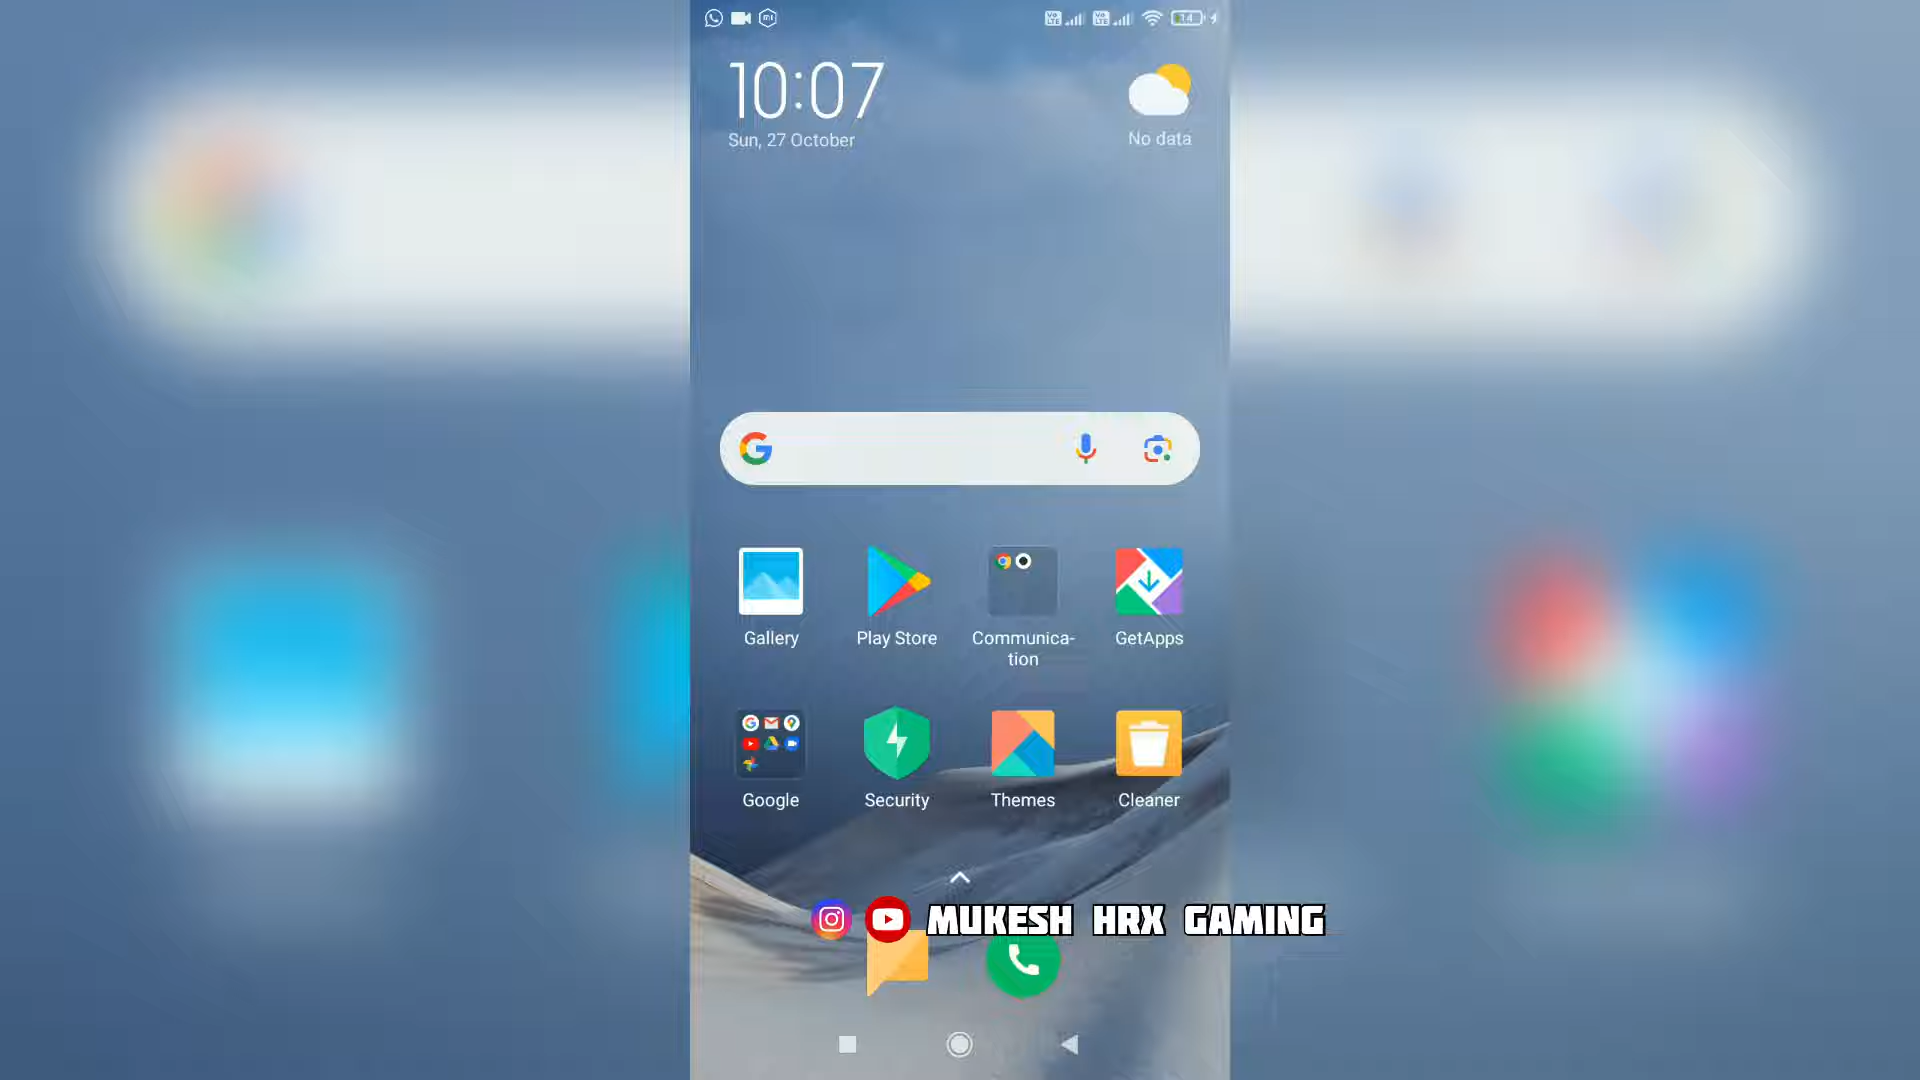 10:07
Sun, 27 October
No data
Gallery
Play Store
Communica-
tion
GetApps
Google
Security
Themes
Cleaner
MUKESH HRX GAMING